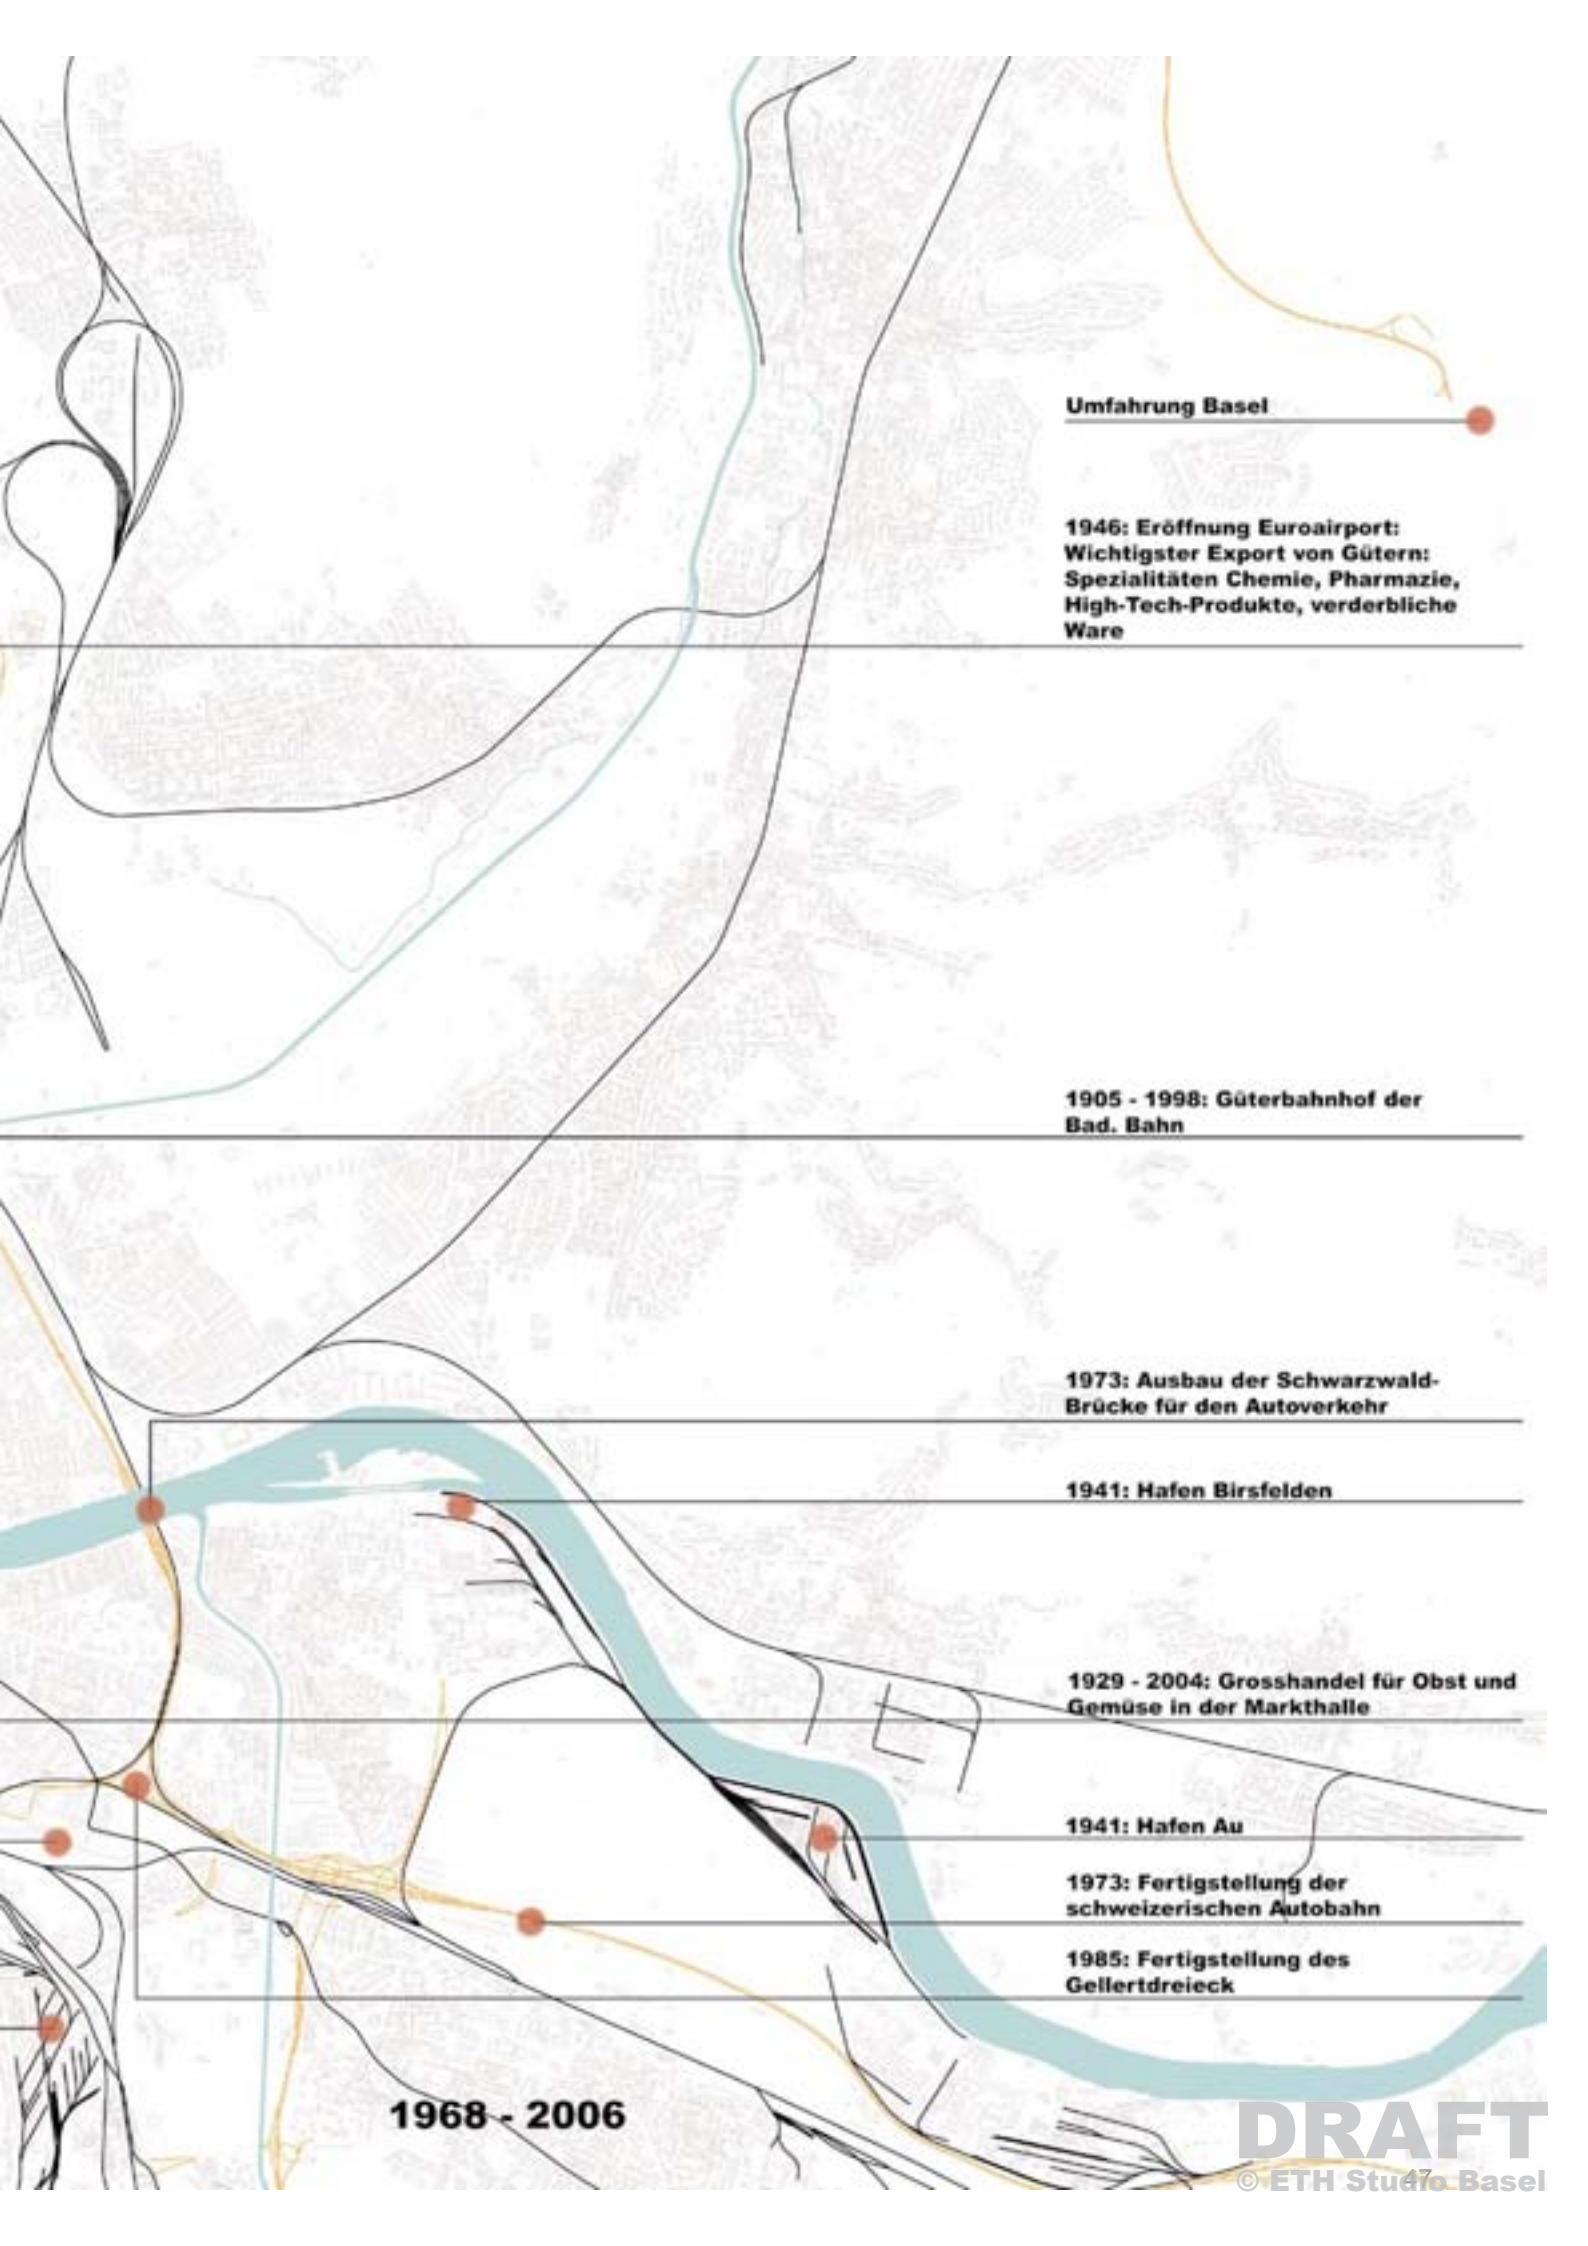 Umfahrung Basel
1946: Eröffnung Euroairport:
Wichtigster Export von Gütern:
Spezialitäten Chemie, Pharmazie,
High-Tech-Produkte, verderbliche
Ware
1905 - 1998: Güterbahnhof der
Bad. Bahn
1973: Ausbau der Schwarzwald-
Brücke für den Autoverkehr
1941: Hafen Birsfelden
1929 - 2004: Grosshandel für Obst und
Gemüse in der Markthalle
1941: Hafen Au
1973: Fertigstellung der
schweizerischen Autobahn
1985: Fertigstellung des
Gellertdreieck
1968 - 2006
DRAFT
© ETH Studio Basel
47